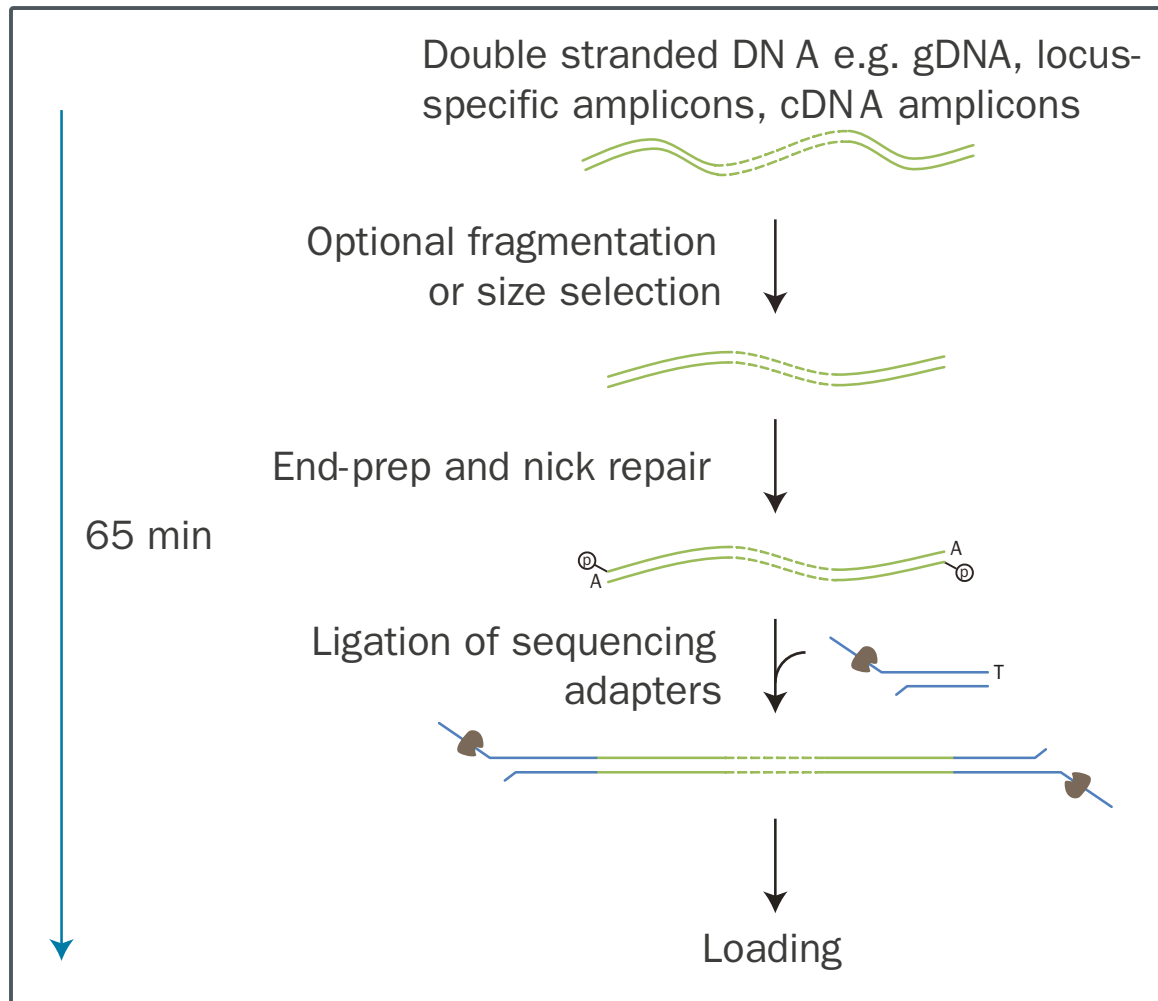 Double stranded DNA e.g. gDNA, locus-
specific amplicons, cDNA amplicons
Optional fragmentation
or size selection
End-prep and nick repair
65 min
p
A
A
p
Ligation of sequencing
adapters
T
Loading